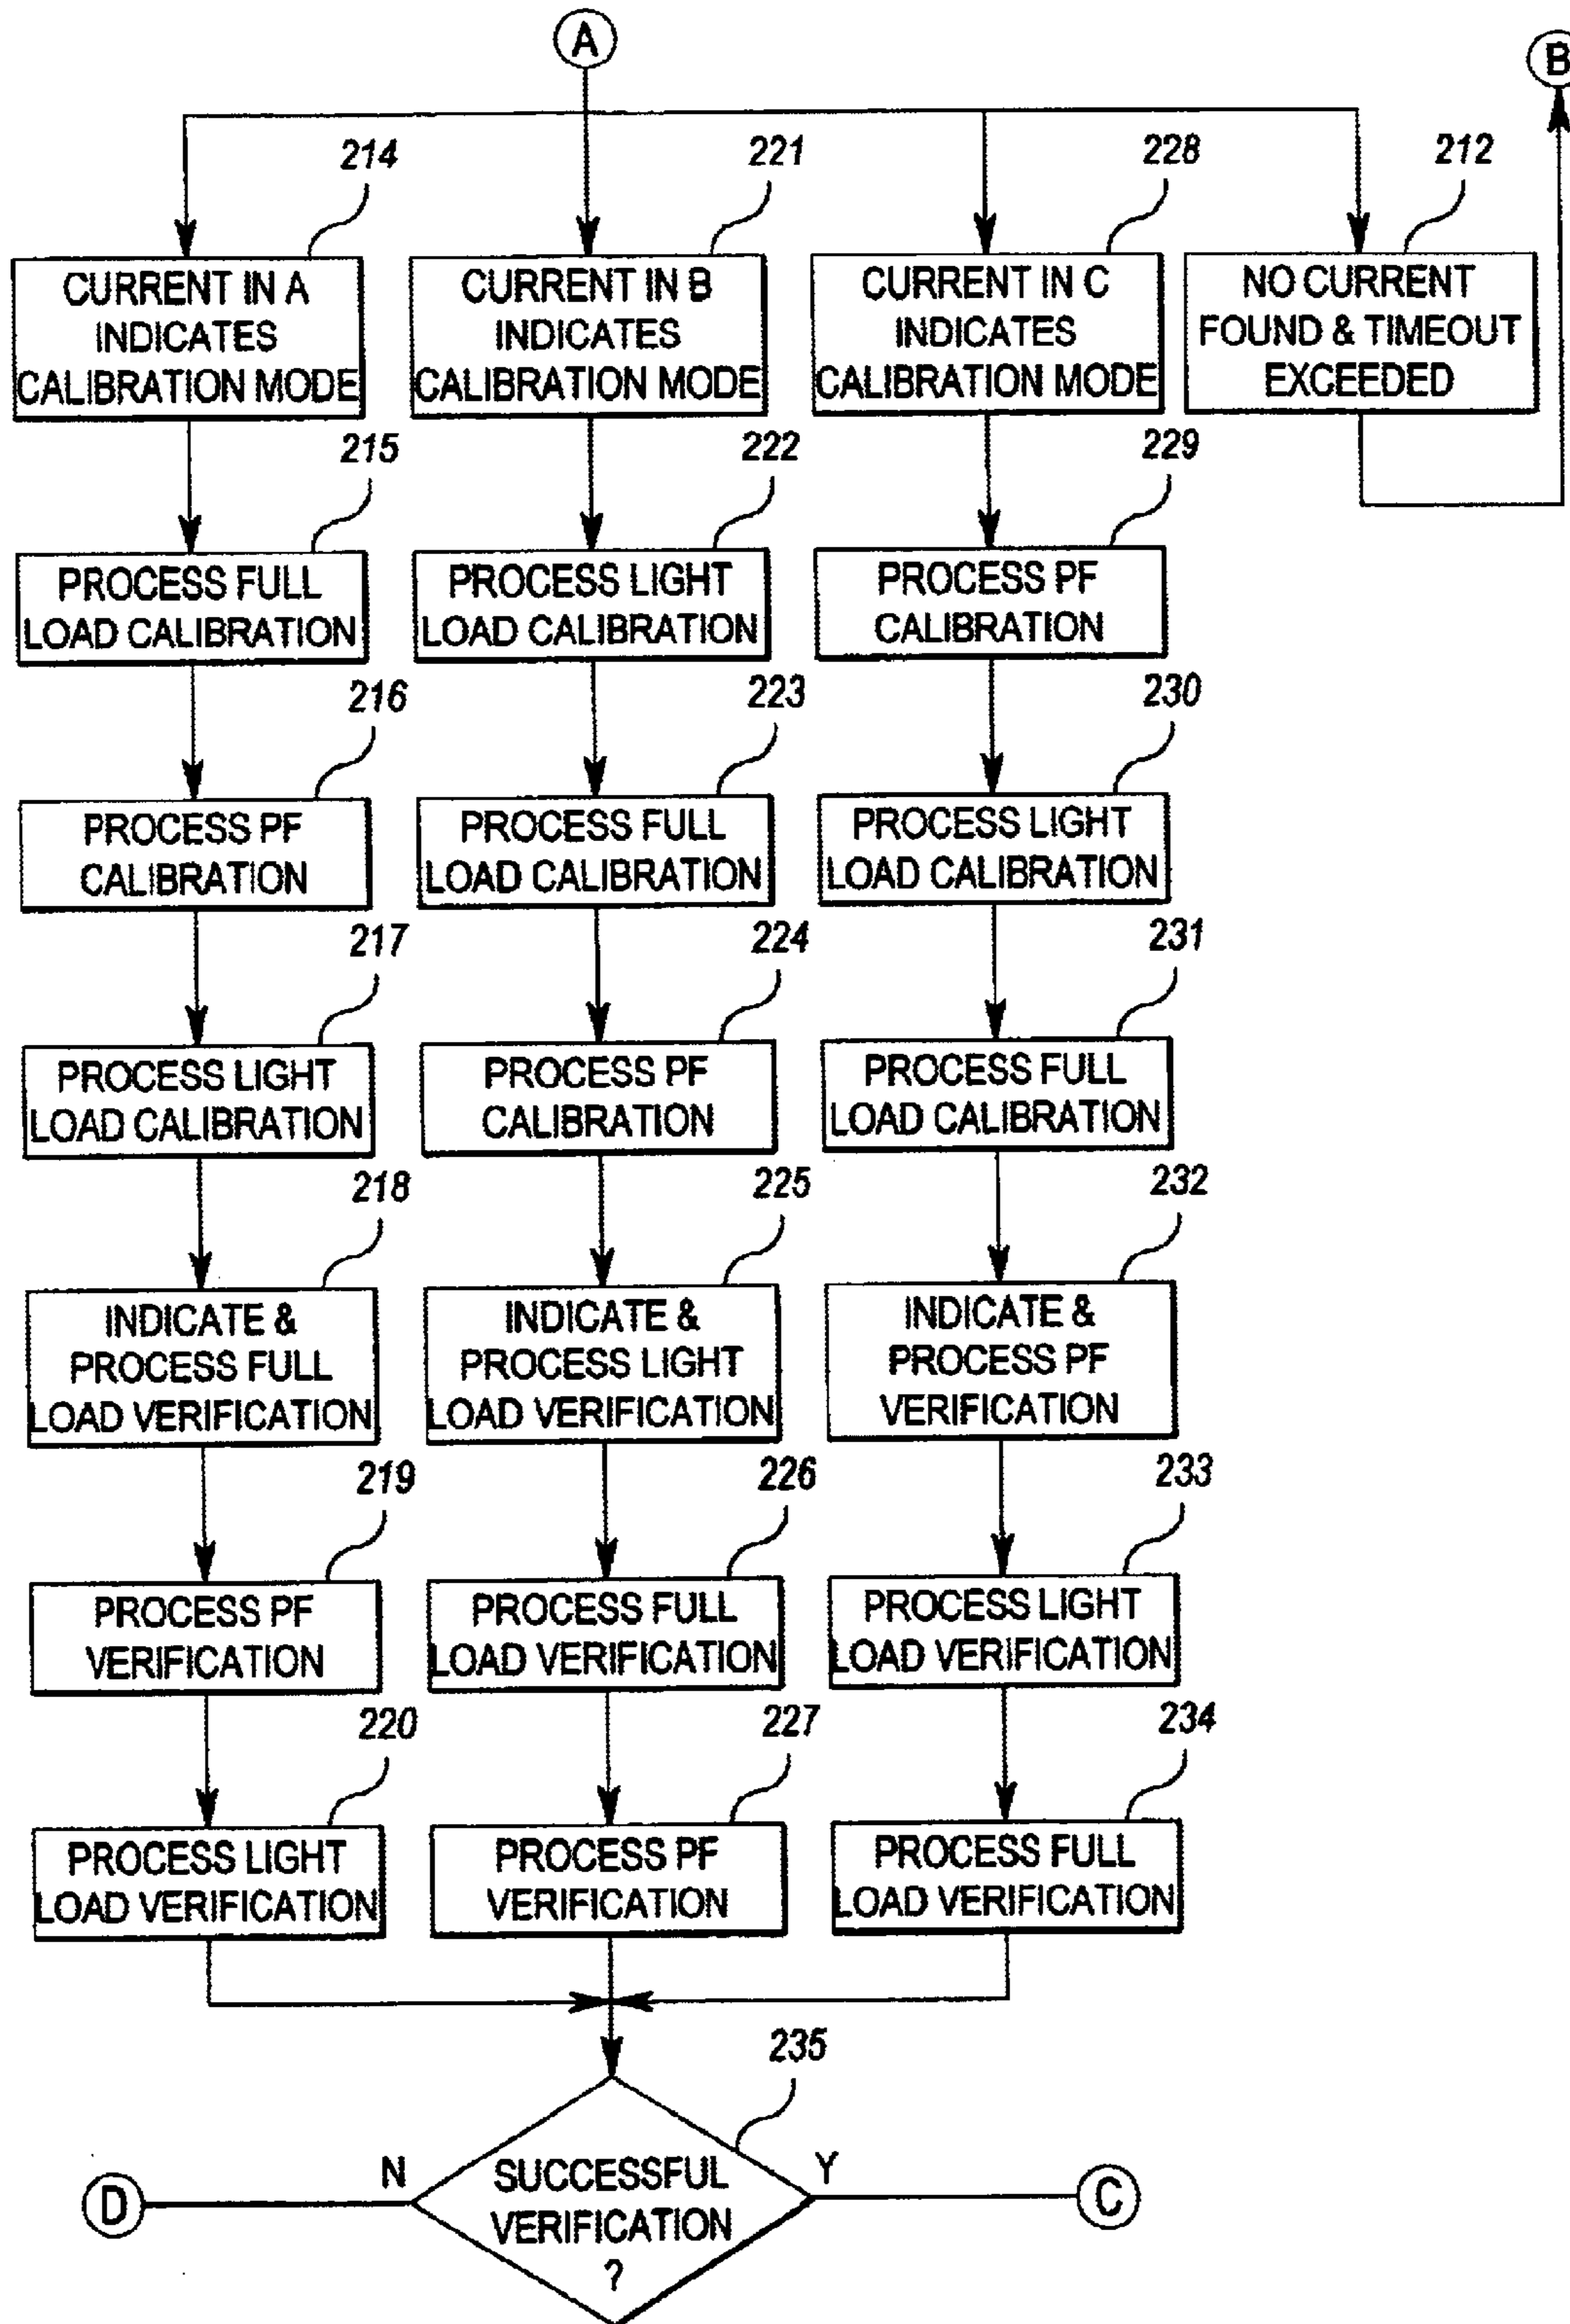 A
B
214
221
228
212
CURRENT IN A
INDICATES
CALIBRATION MODE
CURRENT IN B
INDICATES
CALIBRATION MODE
CURRENT IN C
INDICATES
CALIBRATION MODE
NO CURRENT
FOUND & TIMEOUT
EXCEEDED
215
222
229
PROCESS FULL
LOAD CALIBRATION
PROCESS LIGHT
LOAD CALIBRATION
PROCESS PF
CALIBRATION
216
223
230
PROCESS PF
CALIBRATION
PROCESS FULL
LOAD CALIBRATION
PROCESS LIGHT
LOAD CALIBRATION
217
224
231
PROCESS LIGHT
LOAD CALIBRATION
PROCESS PF
CALIBRATION
PROCESS FULL
LOAD CALIBRATION
218
225
232
INDICATE &
PROCESS FULL
LOAD VERIFICATION
INDICATE &
PROCESS LIGHT
LOAD VERIFICATION
INDICATE &
PROCESS PF
VERIFICATION
219
226
233
PROCESS PF
VERIFICATION
PROCESS FULL
LOAD VERIFICATION
PROCESS LIGHT
LOAD VERIFICATION
220
227
234
PROCESS LIGHT
LOAD VERIFICATION
PROCESS PF
VERIFICATION
PROCESS FULL
LOAD VERIFICATION
235
D
N
SUCCESSFUL
VERIFICATION
?
Y
C